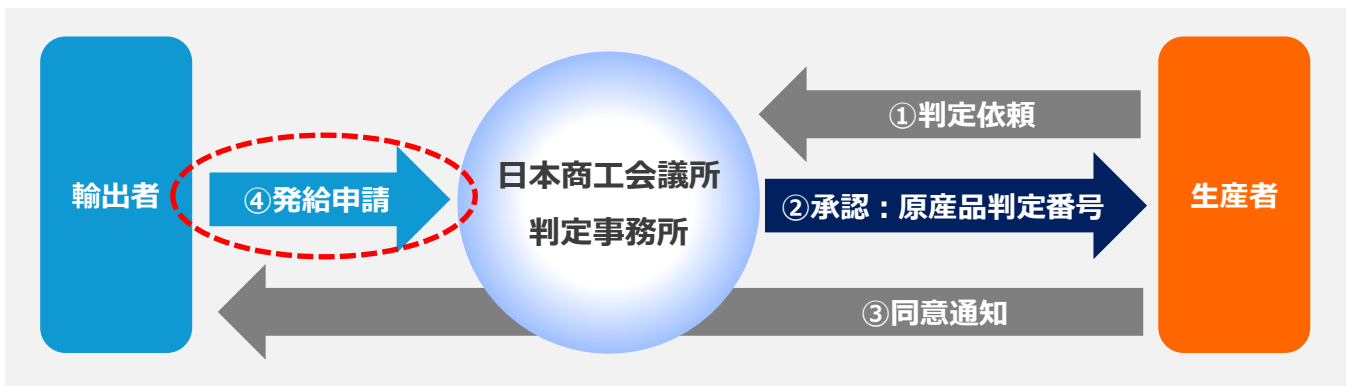 輸出者
④発給申請
日本商工会議所
判定事務所
①判定依頼
②承認：原産品判定番号
③同意通知
生産者